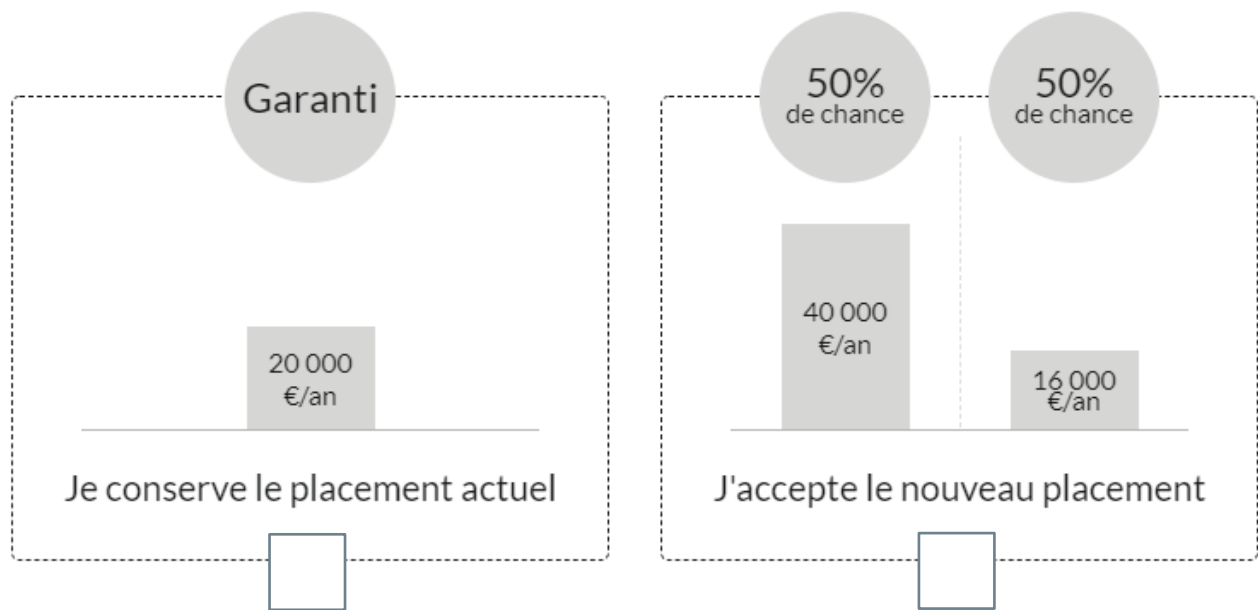 Garanti
20 000
€/an
Je conserve le placement actuel
50%
de chance
50%
de chance
40 000
€/an
16 000
€/an
J'accepte le nouveau placement